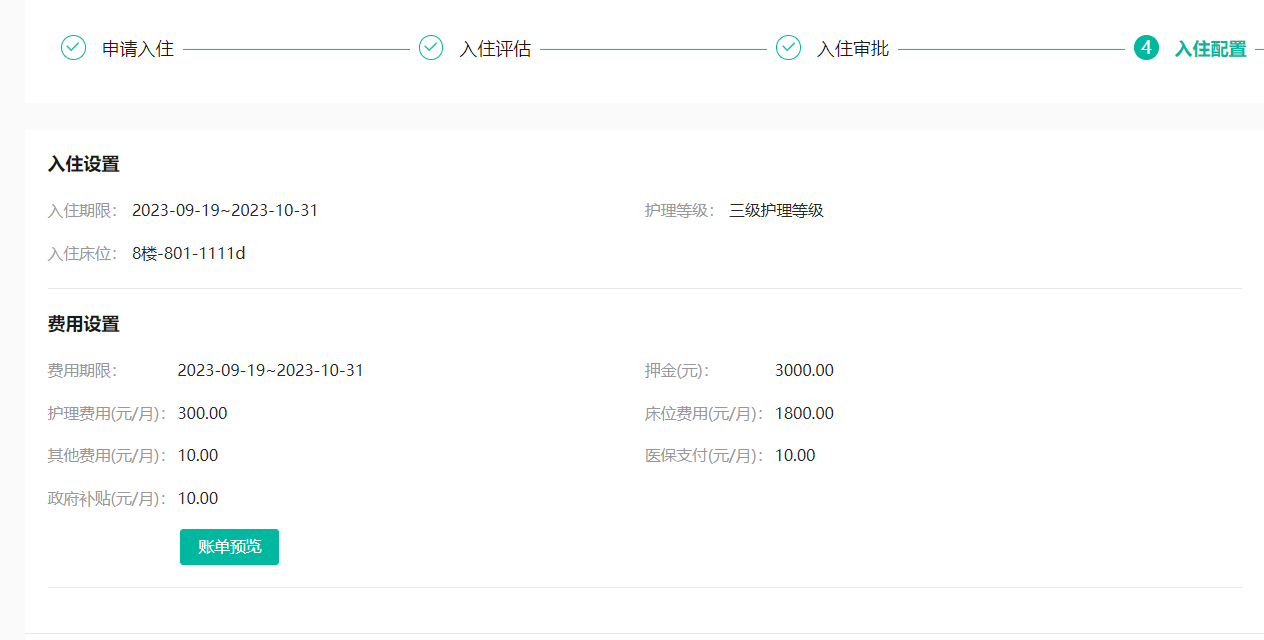 申请入住 入住评估 入住审批 4 入住配置
入住设置
入住期限： 2023-09-19~2023-10-31 护理等级： 三级护理等级
入住床位： 8楼-801-1111d
费用设置
费用期限： 2023-09-19~2023-10-31 押金(元)： 3000.00
护理费用(元/月)： 300.00 床位费用(元/月)： 1800.00
其他费用(元/月)： 10.00 医保支付(元/月)： 10.00
政府补贴(元/月)： 10.00
账单预览